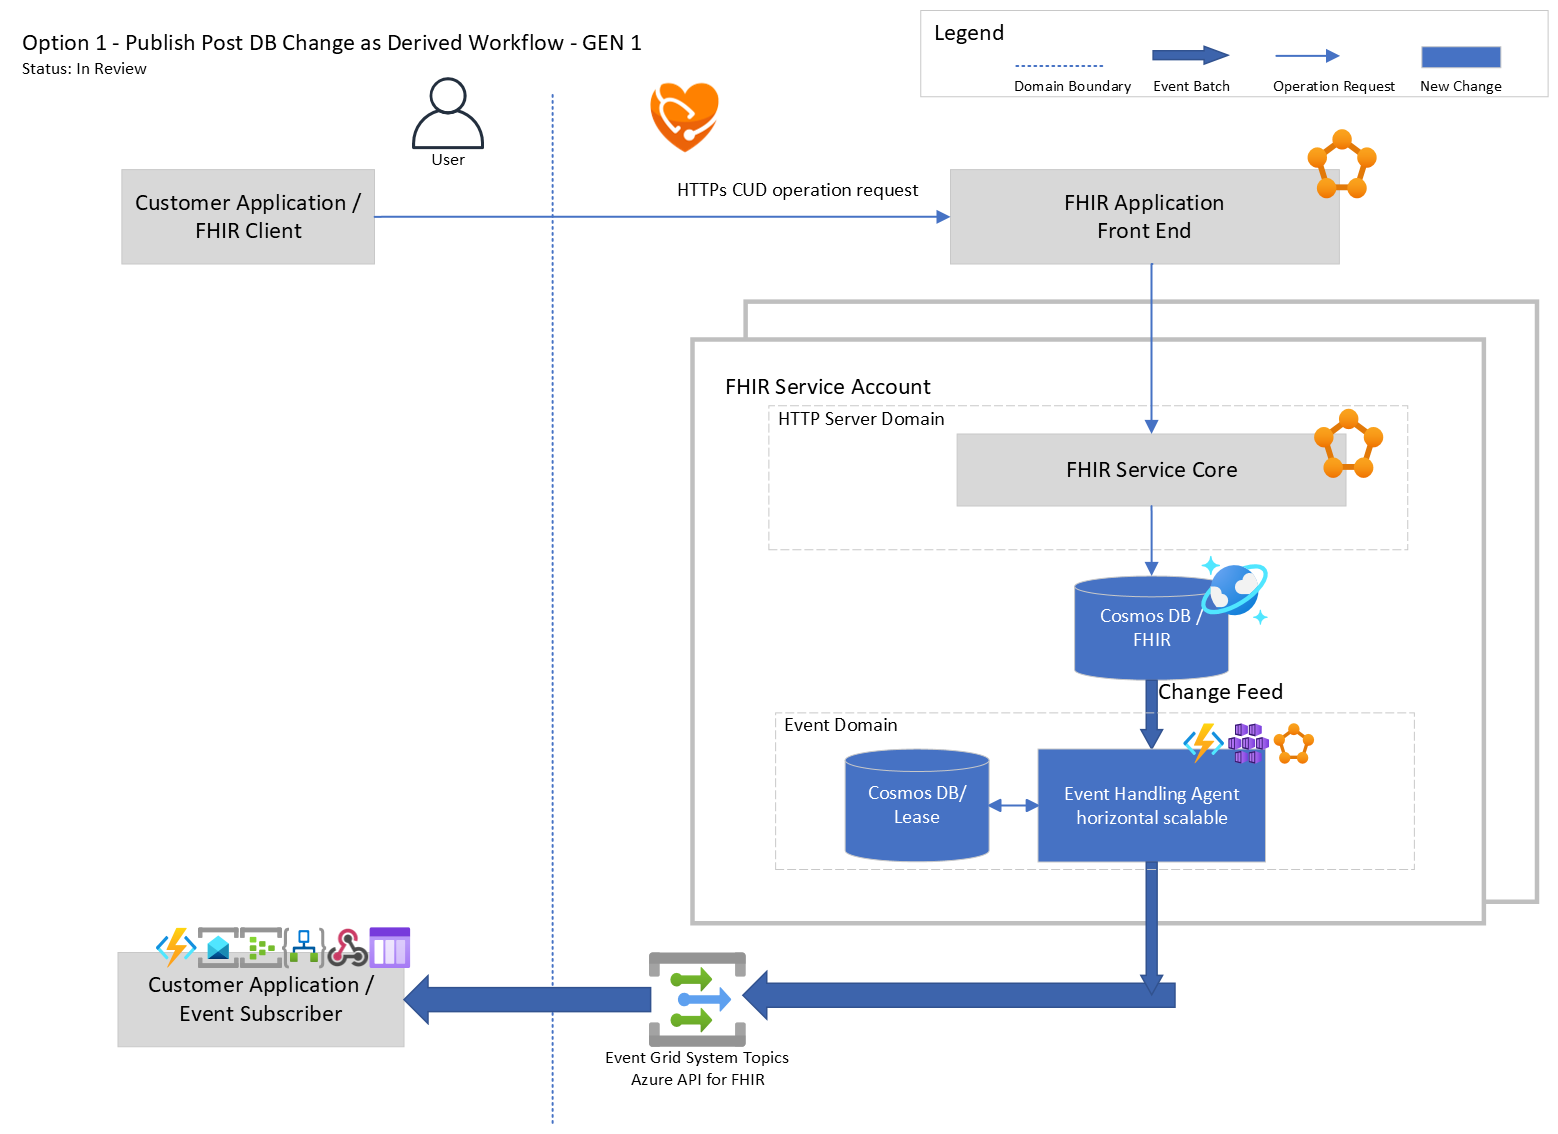 Option 1 - Publish Post DB Change as Derived Workflow - GEN 1
Status: In Review
Legend
Domain Boundary
Event Batch
Operation Request
New Change
User
Customer Application /
FHIR Client
HTTPs CUD operation request
FHIR Application
Front End
FHIR Service Account
HTTP Server Domain
FHIR Service Core
Cosmos DB /
FHIR
Change Feed
Event Domain
Cosmos DB/
Lease
Event Handling Agent
horizontal scalable
Customer Application /
Event Subscriber
Event Grid System Topics
Azure API for FHIR